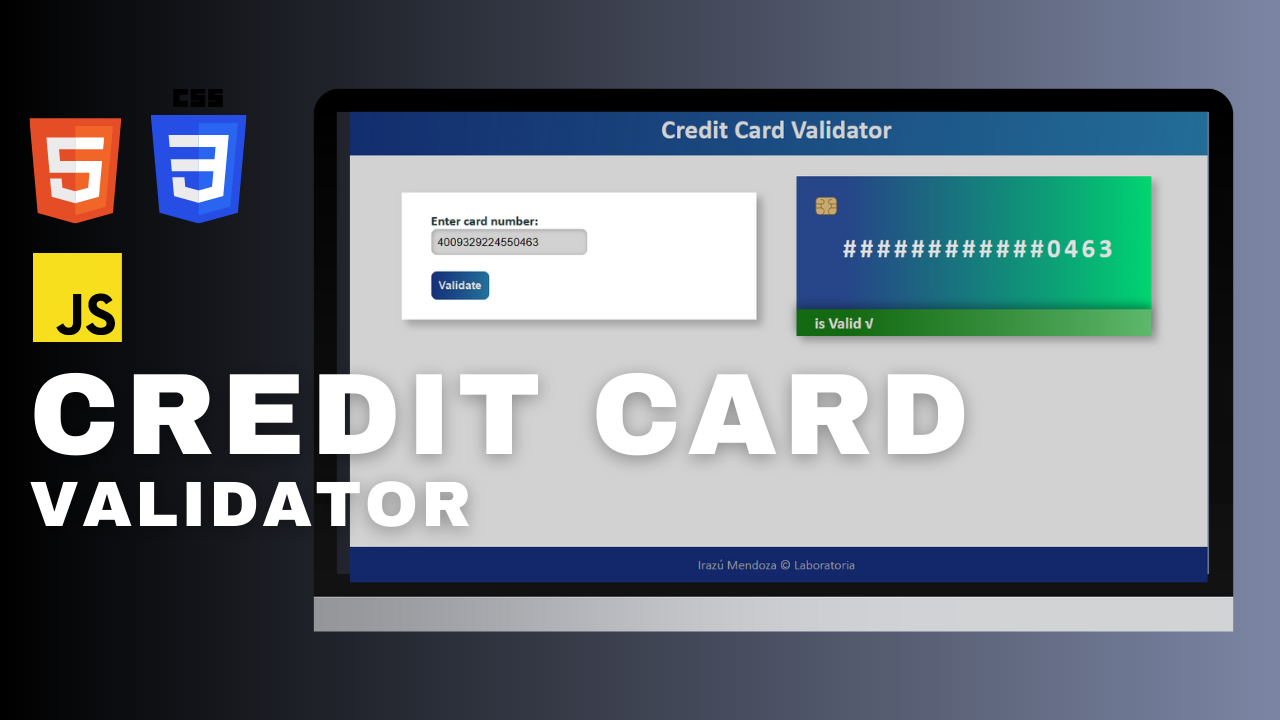 CSS
5
3
JS
Credit Card Validator
Enter card number:
4009329224550463
Validate
############0463
is Valid √
CREDIT CARD
VALIDATOR
Irazú Mendoza © Laboratoria